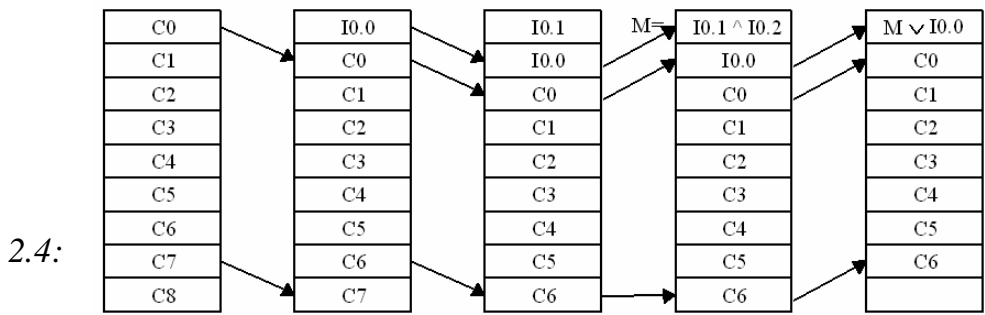 C0 I0.0 I0.1 M= I0.1 ^ I0.2 M ∨ I0.0
C1 C0 I0.0 I0.0 C0
C2 C1 C0 C0 C1
C3 C2 C1 C1 C2
C4 C3 C2 C2 C3
C5 C4 C3 C3 C4
C6 C5 C4 C4 C5
2.4: C7 C6 C5 C5 C6
C8 C7 C6 C6